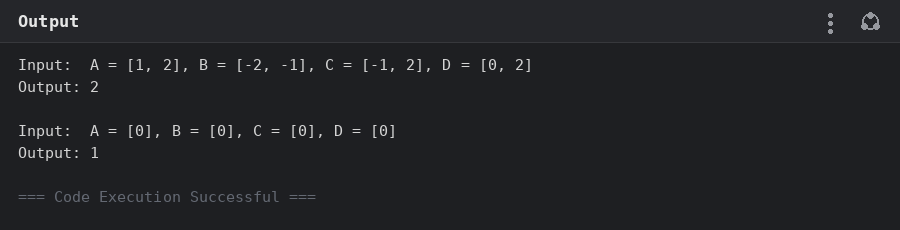 Output
Input:  A = [1, 2], B = [-2, -1], C = [-1, 2], D = [0, 2]
Output: 2
Input:  A = [0], B = [0], C = [0], D = [0]
Output: 1
=== Code Execution Successful ===